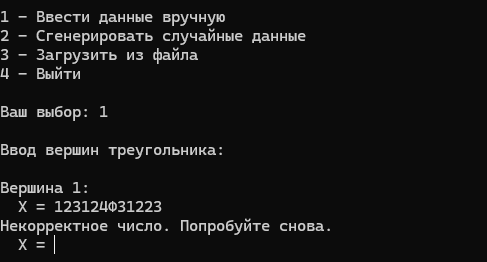 1 – Ввести данные вручную
2 – Сгенерировать случайные данные
3 – Загрузить из файла
4 – Выйти
Ваш выбор: 1
Ввод вершин треугольника:
Вершина 1:
X = 123124Ф31223
Некорректное число. Попробуйте снова.
X =